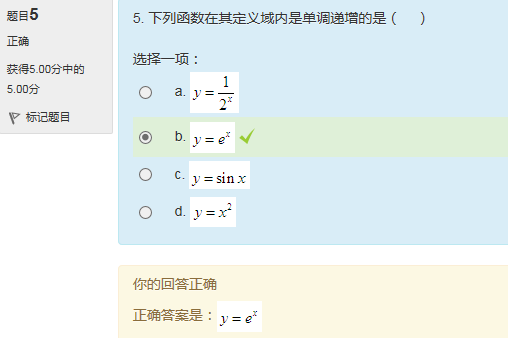 题目5
正确
获得5.00分中的
5.00分
标记题目
5. 下列函数在其定义域内是单调递增的是（　　）
选择一项：
a. y = 1/2^x
b. y = e^x
c. y = sin x
d. y = x^2
你的回答正确
正确答案是：y = e^x